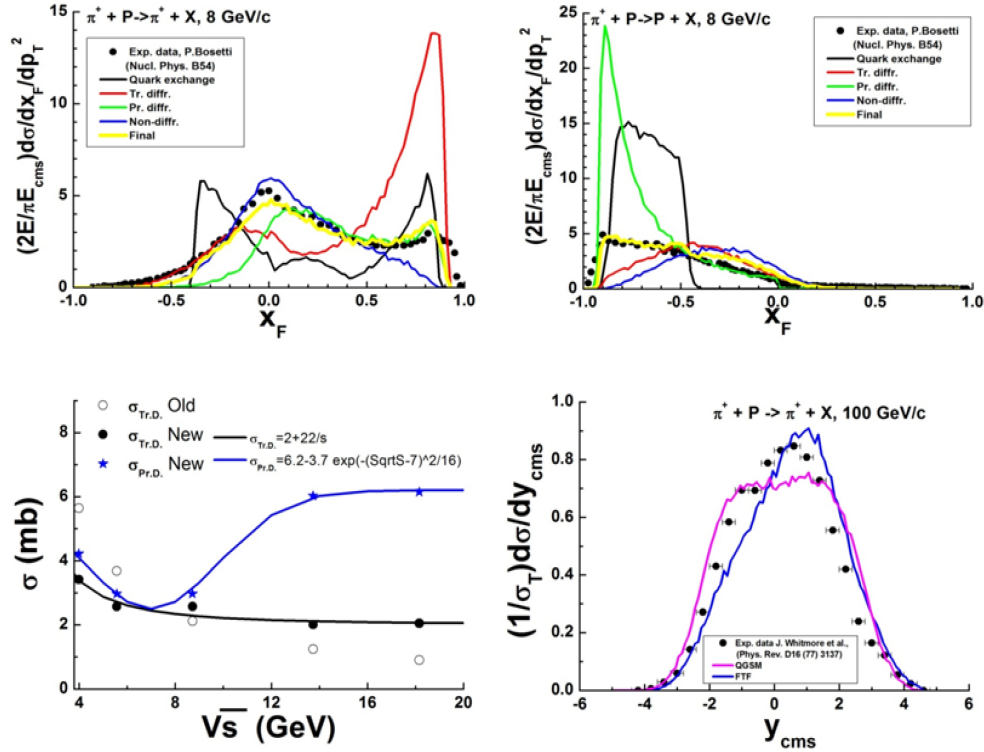 π⁺ + P->π⁺ + X, 8 GeV/c
15
10
5
0
(2E/πE_cms)dσ/dx_F/dp_T²
Exp. data, P.Bosetti
(Nucl. Phys. B54)
Quark exchange
Tr. diffr.
Pr. diffr.
Non-diffr.
Final
-1.0 -0.5 0.0 0.5 1.0
x_F
π⁺ + P->P + X, 8 GeV/c
25
20
15
10
5
0
(2E/πE_cms)dσ/dx_F/dp_T²
Exp. data, P.Bosetti
(Nucl. Phys. B54)
Quark exchange
Tr. diffr.
Pr. diffr.
Non-diffr.
Final
-1.0 -0.5 0.0 0.5 1.0
x_F
8
6
4
2
0
σ (mb)
σ_Tr.D. Old
σ_Tr.D. New
σ_Pr.D. New
σ_Tr.D.=2+22/s
σ_Pr.D.=6.2-3.7 exp(-(SqrtS-7)^2/16)
4 8 12 16 20
√s (GeV)
π⁺ + P -> π⁺ + X, 100 GeV/c
1.0
0.8
0.6
0.4
0.2
0.0
(1/σ_T)dσ/dy_cms
Exp. data J. Whitmore et al.,
(Phys. Rev. D16 (77) 3137)
QGSM
FTF
-6 -4 -2 0 2 4 6
y_cms